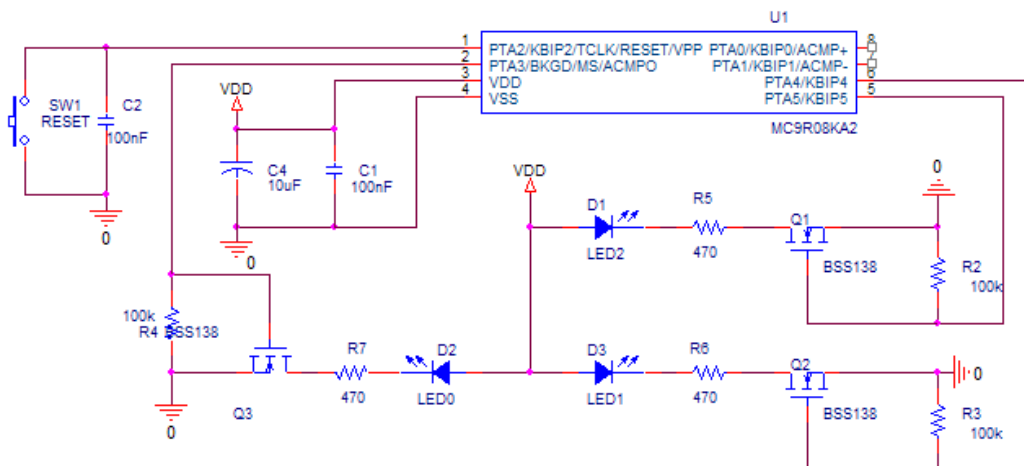 U1
1 PTA2/KBIP2/TCLK/RESET/VPP PTA0/KBIP0/ACMP+ 8
2 PTA3/BKGD/MS/ACMPO PTA1/KBIP1/ACMP- 7
3 VDD PTA4/KBIP4 6
4 VSS PTA5/KBIP5 5
MC9R08KA2
SW1
RESET
C2
100nF
0
VDD
C4
10uF
C1
100nF
0
VDD
D1
LED2
R5
470
Q1
BSS138
0
R2
100k
100k
R4 BSS138
0
Q3
R7
470
D2
LED0
D3
LED1
R6
470
Q2
BSS138
0
R3
100k